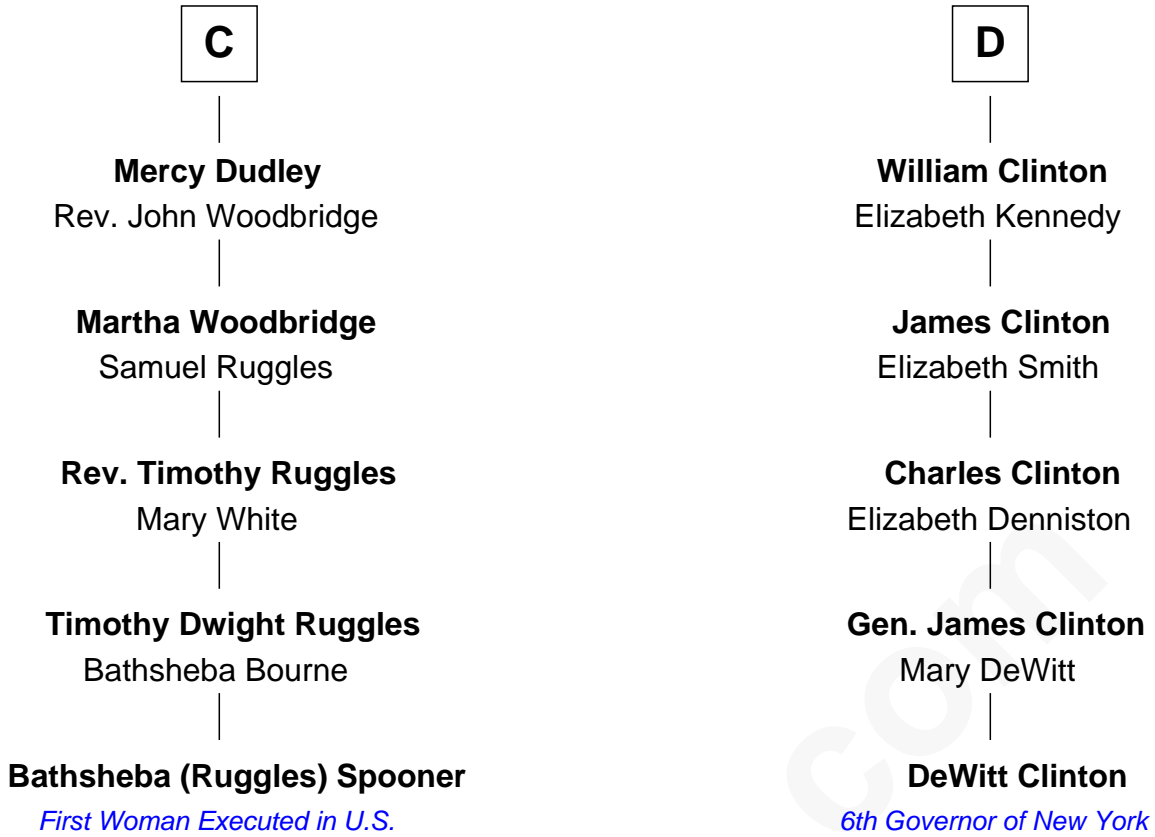 C
Mercy Dudley
Rev. John Woodbridge
Martha Woodbridge
Samuel Ruggles
Rev. Timothy Ruggles
Mary White
Timothy Dwight Ruggles
Bathsheba Bourne
Bathsheba (Ruggles) Spooner
First Woman Executed in U.S.
D
William Clinton
Elizabeth Kennedy
James Clinton
Elizabeth Smith
Charles Clinton
Elizabeth Denniston
Gen. James Clinton
Mary DeWitt
DeWitt Clinton
6th Governor of New York
com